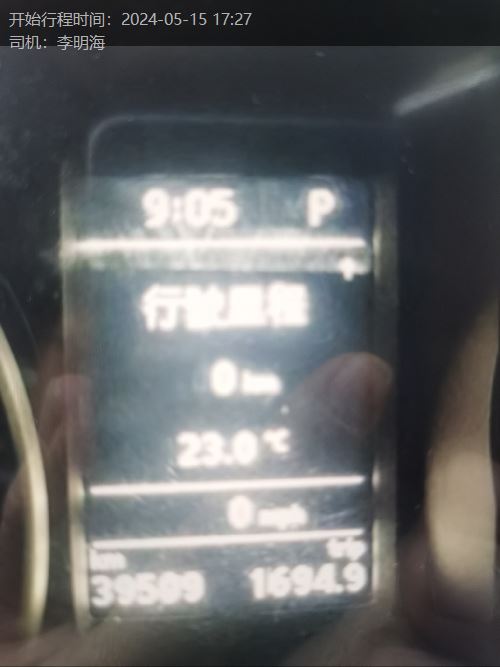 开始行程时间：2024-05-15 17:27
司机：李明海
9:05 P
行驶里程
0 km
23.0 ℃
0 mph
km trip
39509 1694.9